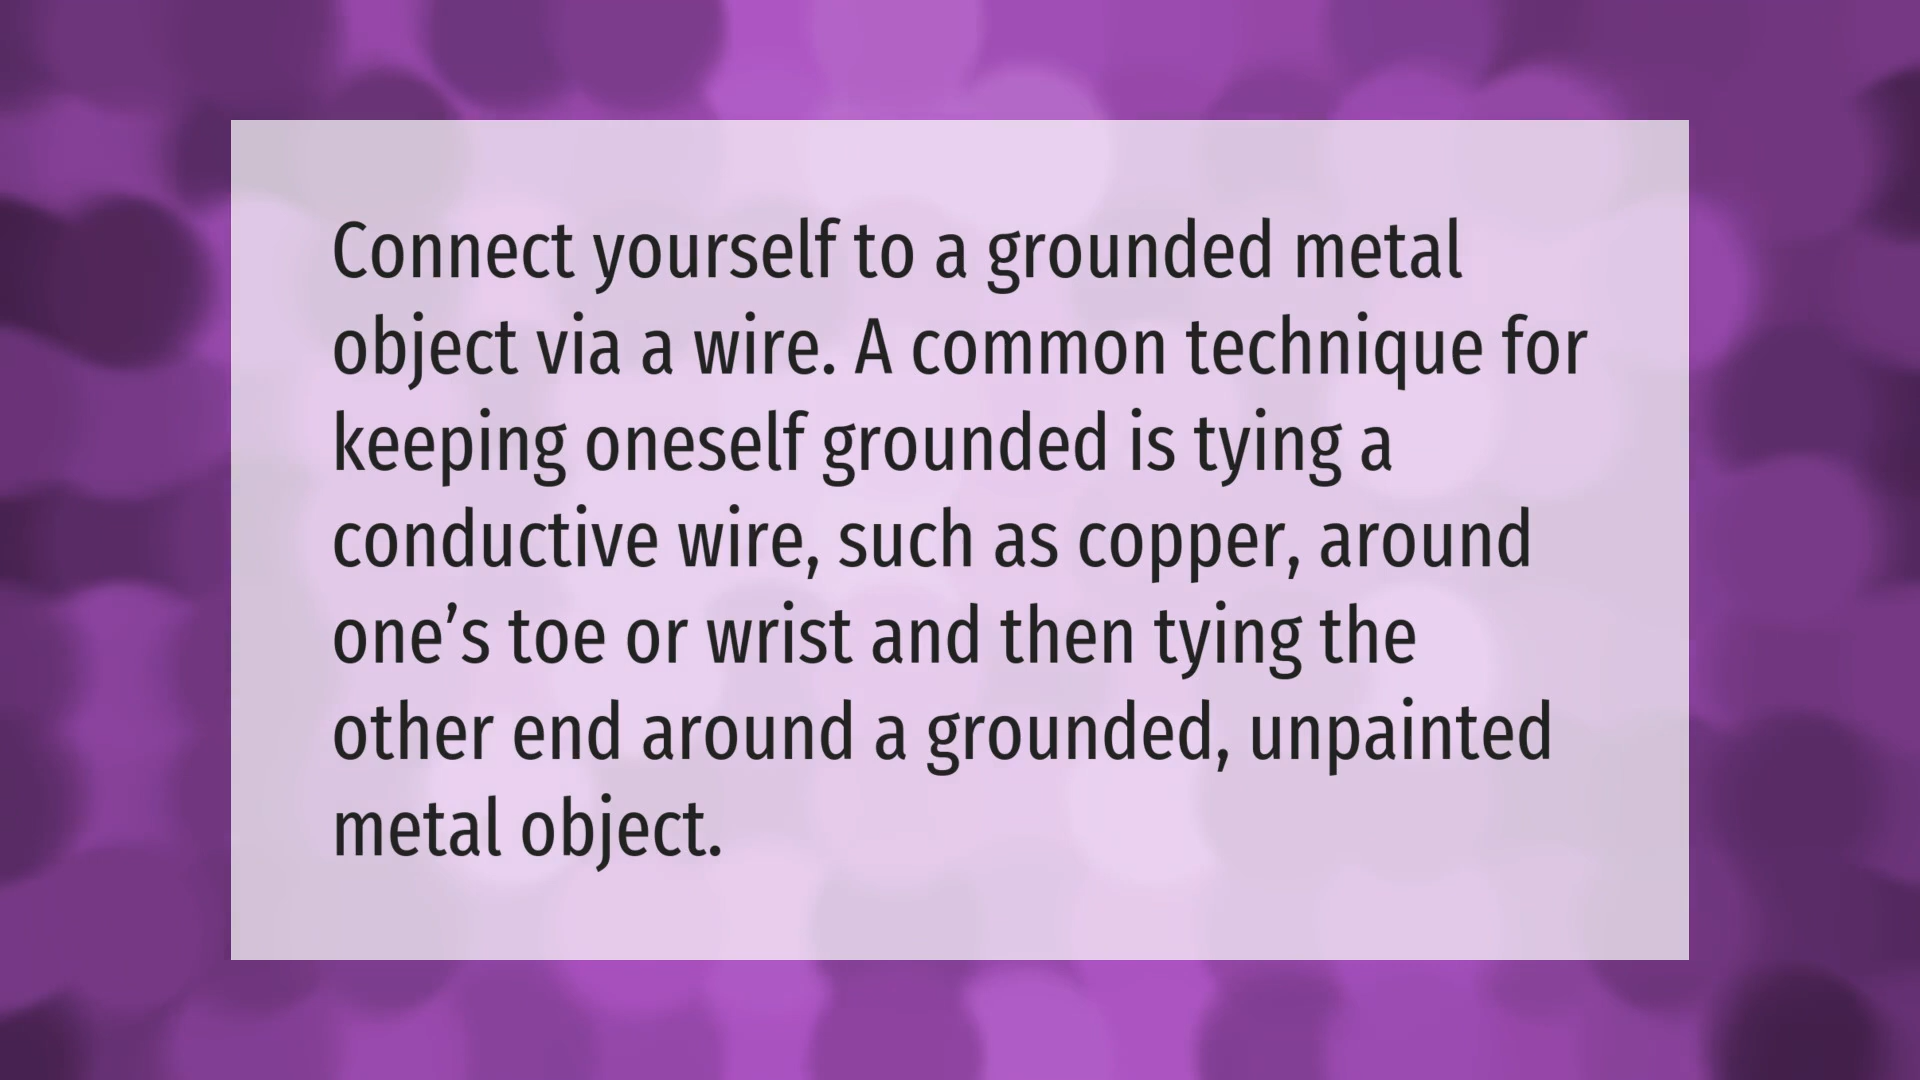 Connect yourself to a grounded metal
object via a wire. A common technique for
keeping oneself grounded is tying a
conductive wire, such as copper, around
one’s toe or wrist and then tying the
other end around a grounded, unpainted
metal object.